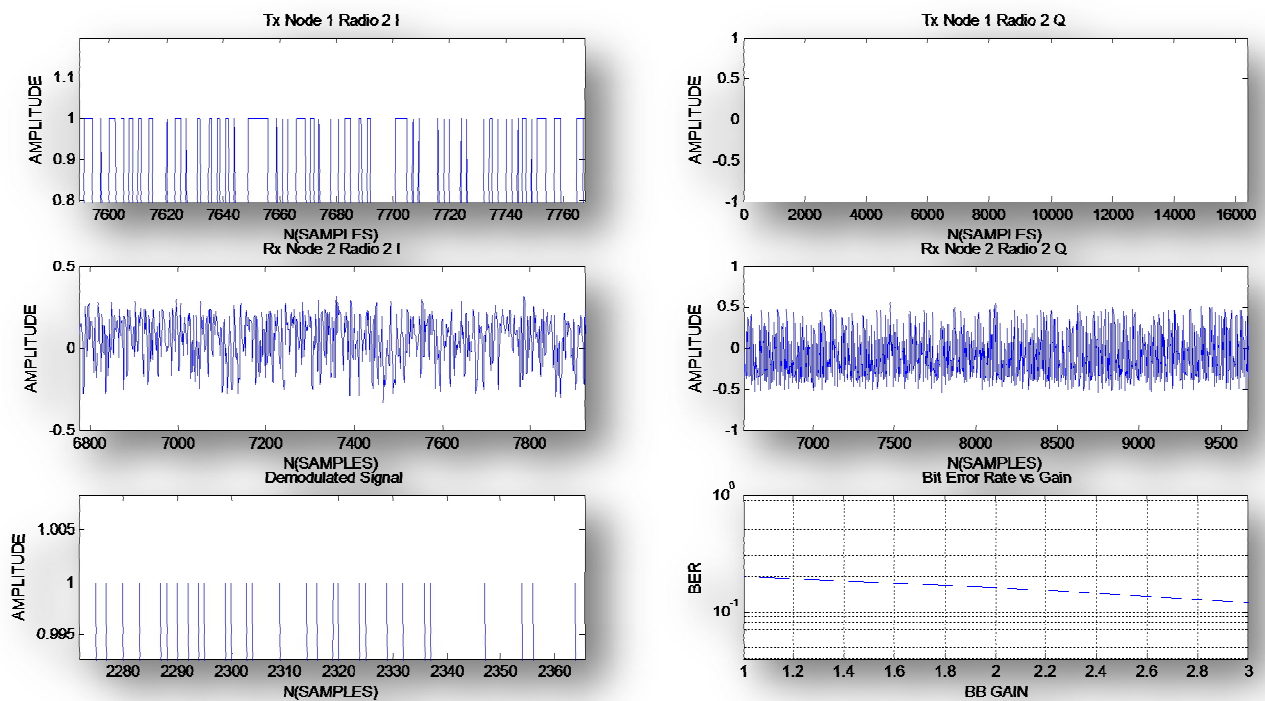 Tx Node 1 Radio 2 I
1.1
1
0.9
0.8
AMPLITUDE
7600 7620 7640 7660 7680 7700 7720 7740 7760
N(SAMPLES)
Tx Node 1 Radio 2 Q
1
0.5
0
-0.5
-1
AMPLITUDE
0 2000 4000 6000 8000 10000 12000 14000 16000
N(SAMPLES)
Rx Node 2 Radio 2 I
0.5
0
-0.5
AMPLITUDE
6800 7000 7200 7400 7600 7800
N(SAMPLES)
Rx Node 2 Radio 2 Q
1
0.5
0
-0.5
-1
AMPLITUDE
7000 7500 8000 8500 9000 9500
N(SAMPLES)
Demodulated Signal
1.005
1
0.995
AMPLITUDE
2280 2290 2300 2310 2320 2330 2340 2350 2360
N(SAMPLES)
Bit Error Rate vs Gain
10^0
10^-1
BER
1 1.2 1.4 1.6 1.8 2 2.2 2.4 2.6 2.8 3
BB GAIN